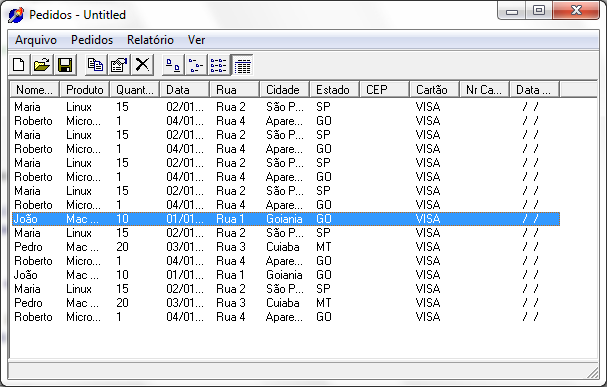 Pedidos - Untitled
Arquivo Pedidos Relatório Ver
Nome... Produto Quant... Data Rua Cidade Estado CEP Cartão Nr Ca... Data ...
Maria Linux 15 02/01... Rua 2 São P... SP VISA / /
Roberto Micro... 1 04/01... Rua 4 Apare... GO VISA / /
Maria Linux 15 02/01... Rua 2 São P... SP VISA / /
Roberto Micro... 1 04/01... Rua 4 Apare... GO VISA / /
Maria Linux 15 02/01... Rua 2 São P... SP VISA / /
Roberto Micro... 1 04/01... Rua 4 Apare... GO VISA / /
Maria Linux 15 02/01... Rua 2 São P... SP VISA / /
Roberto Micro... 1 04/01... Rua 4 Apare... GO VISA / /
João Mac ... 10 01/01... Rua 1 Goiania GO VISA / /
Maria Linux 15 02/01... Rua 2 São P... SP VISA / /
Pedro Mac ... 20 03/01... Rua 3 Cuiaba MT VISA / /
Roberto Micro... 1 04/01... Rua 4 Apare... GO VISA / /
João Mac ... 10 01/01... Rua 1 Goiania GO VISA / /
Maria Linux 15 02/01... Rua 2 São P... SP VISA / /
Pedro Mac ... 20 03/01... Rua 3 Cuiaba MT VISA / /
Roberto Micro... 1 04/01... Rua 4 Apare... GO VISA / /